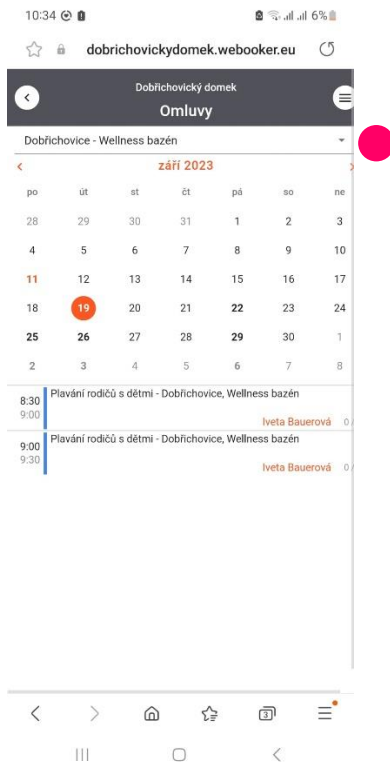 10:34 6%
dobrichovickydomek.webooker.eu
Dobřichovický domek
Omluvy
Dobřichovice - Wellness bazén
září 2023
po út st čt pá so ne
28 29 30 31 1 2 3
4 5 6 7 8 9 10
11 12 13 14 15 16 17
18 19 20 21 22 23 24
25 26 27 28 29 30 1
2 3 4 5 6 7 8
8:30 Plavání rodičů s dětmi - Dobřichovice, Wellness bazén
9:00
Iveta Bauerová 0/
9:00 Plavání rodičů s dětmi - Dobřichovice, Wellness bazén
9:30
Iveta Bauerová 0/
3